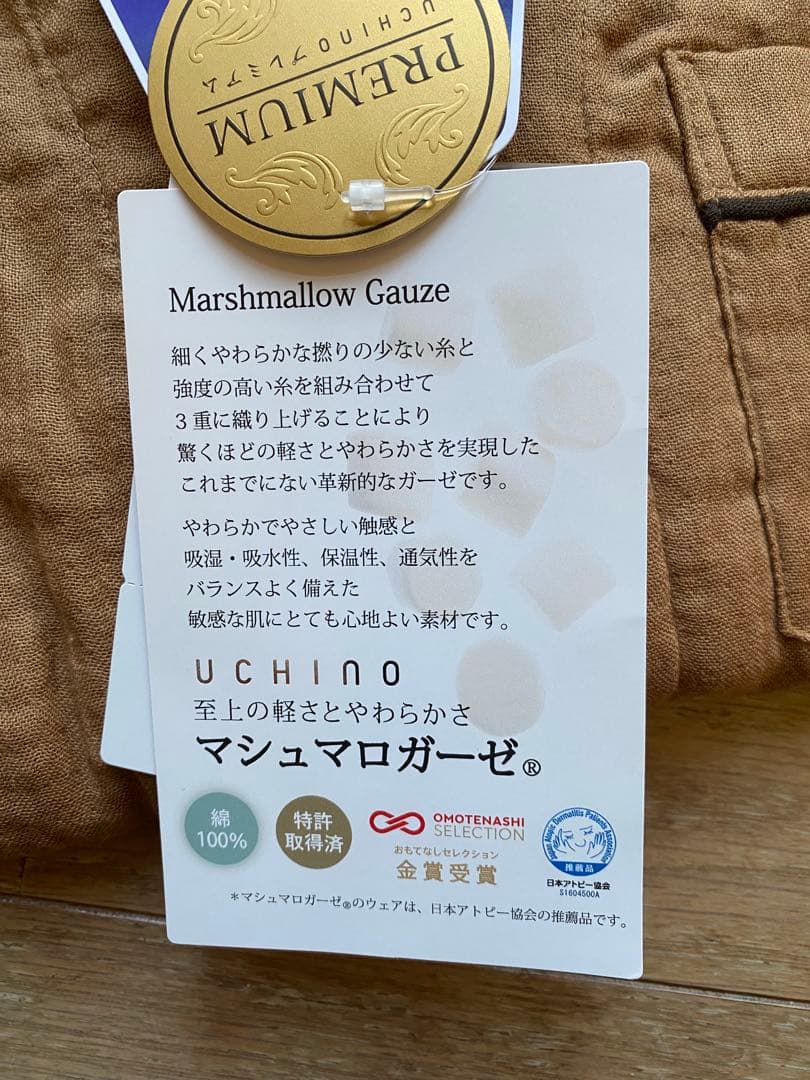 PREMIUM
UCHINO プレミアム
Marshmallow Gauze
細くやわらかな撚りの少ない糸と
強度の高い糸を組み合わせて
3重に織り上げることにより
驚くほどの軽さとやわらかさを実現した
これまでにない革新的なガーゼです。
やわらかでやさしい触感と
吸湿・吸水性、保温性、通気性を
バランスよく備えた
敏感な肌にとても心地よい素材です。
UCHINO
至上の軽さとやわらかさ
マシュマロガーゼ®
綿
100%
特許
取得済
OMOTENASHI
SELECTION
おもてなしセレクション
金賞受賞
Japan Atopic Dermatitis Patients Association
推薦品
日本アトピー協会
S1604500A
＊マシュマロガーゼ®のウェアは、日本アトピー協会の推薦品です。